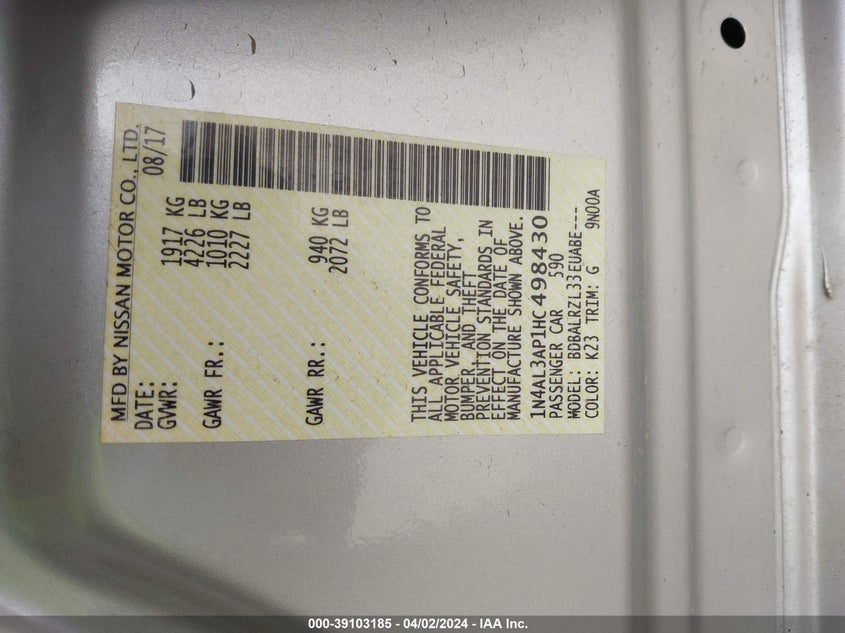 MFD BY NISSAN MOTOR CO., LTD.
DATE: 08/17
GVWR: 1917 KG
4226 LB
GAWR FR.: 1010 KG
2227 LB
GAWR RR.: 940 KG
2072 LB
THIS VEHICLE CONFORMS TO
ALL APPLICABLE FEDERAL
MOTOR VEHICLE SAFETY,
BUMPER, AND THEFT
PREVENTION STANDARDS IN
EFFECT ON THE DATE OF
MANUFACTURE SHOWN ABOVE.
1N4AL3AP1HC498430
PASSENGER CAR 590
MODEL: BDBALRZL33EUABE---
COLOR: K23 TRIM: G 9N00A
000-39103185 - 04/02/2024 - IAA Inc.